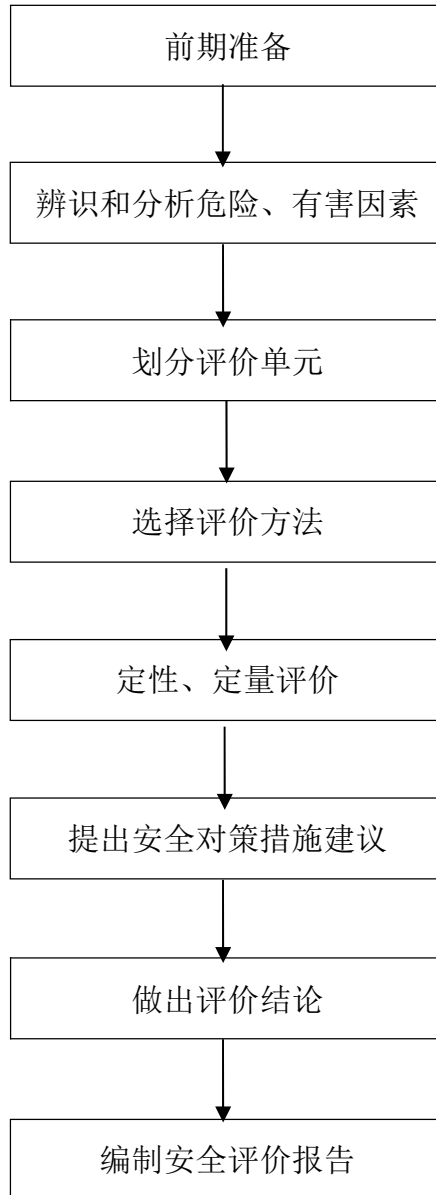 前期准备
辨识和分析危险、有害因素
划分评价单元
选择评价方法
定性、定量评价
提出安全对策措施建议
做出评价结论
编制安全评价报告